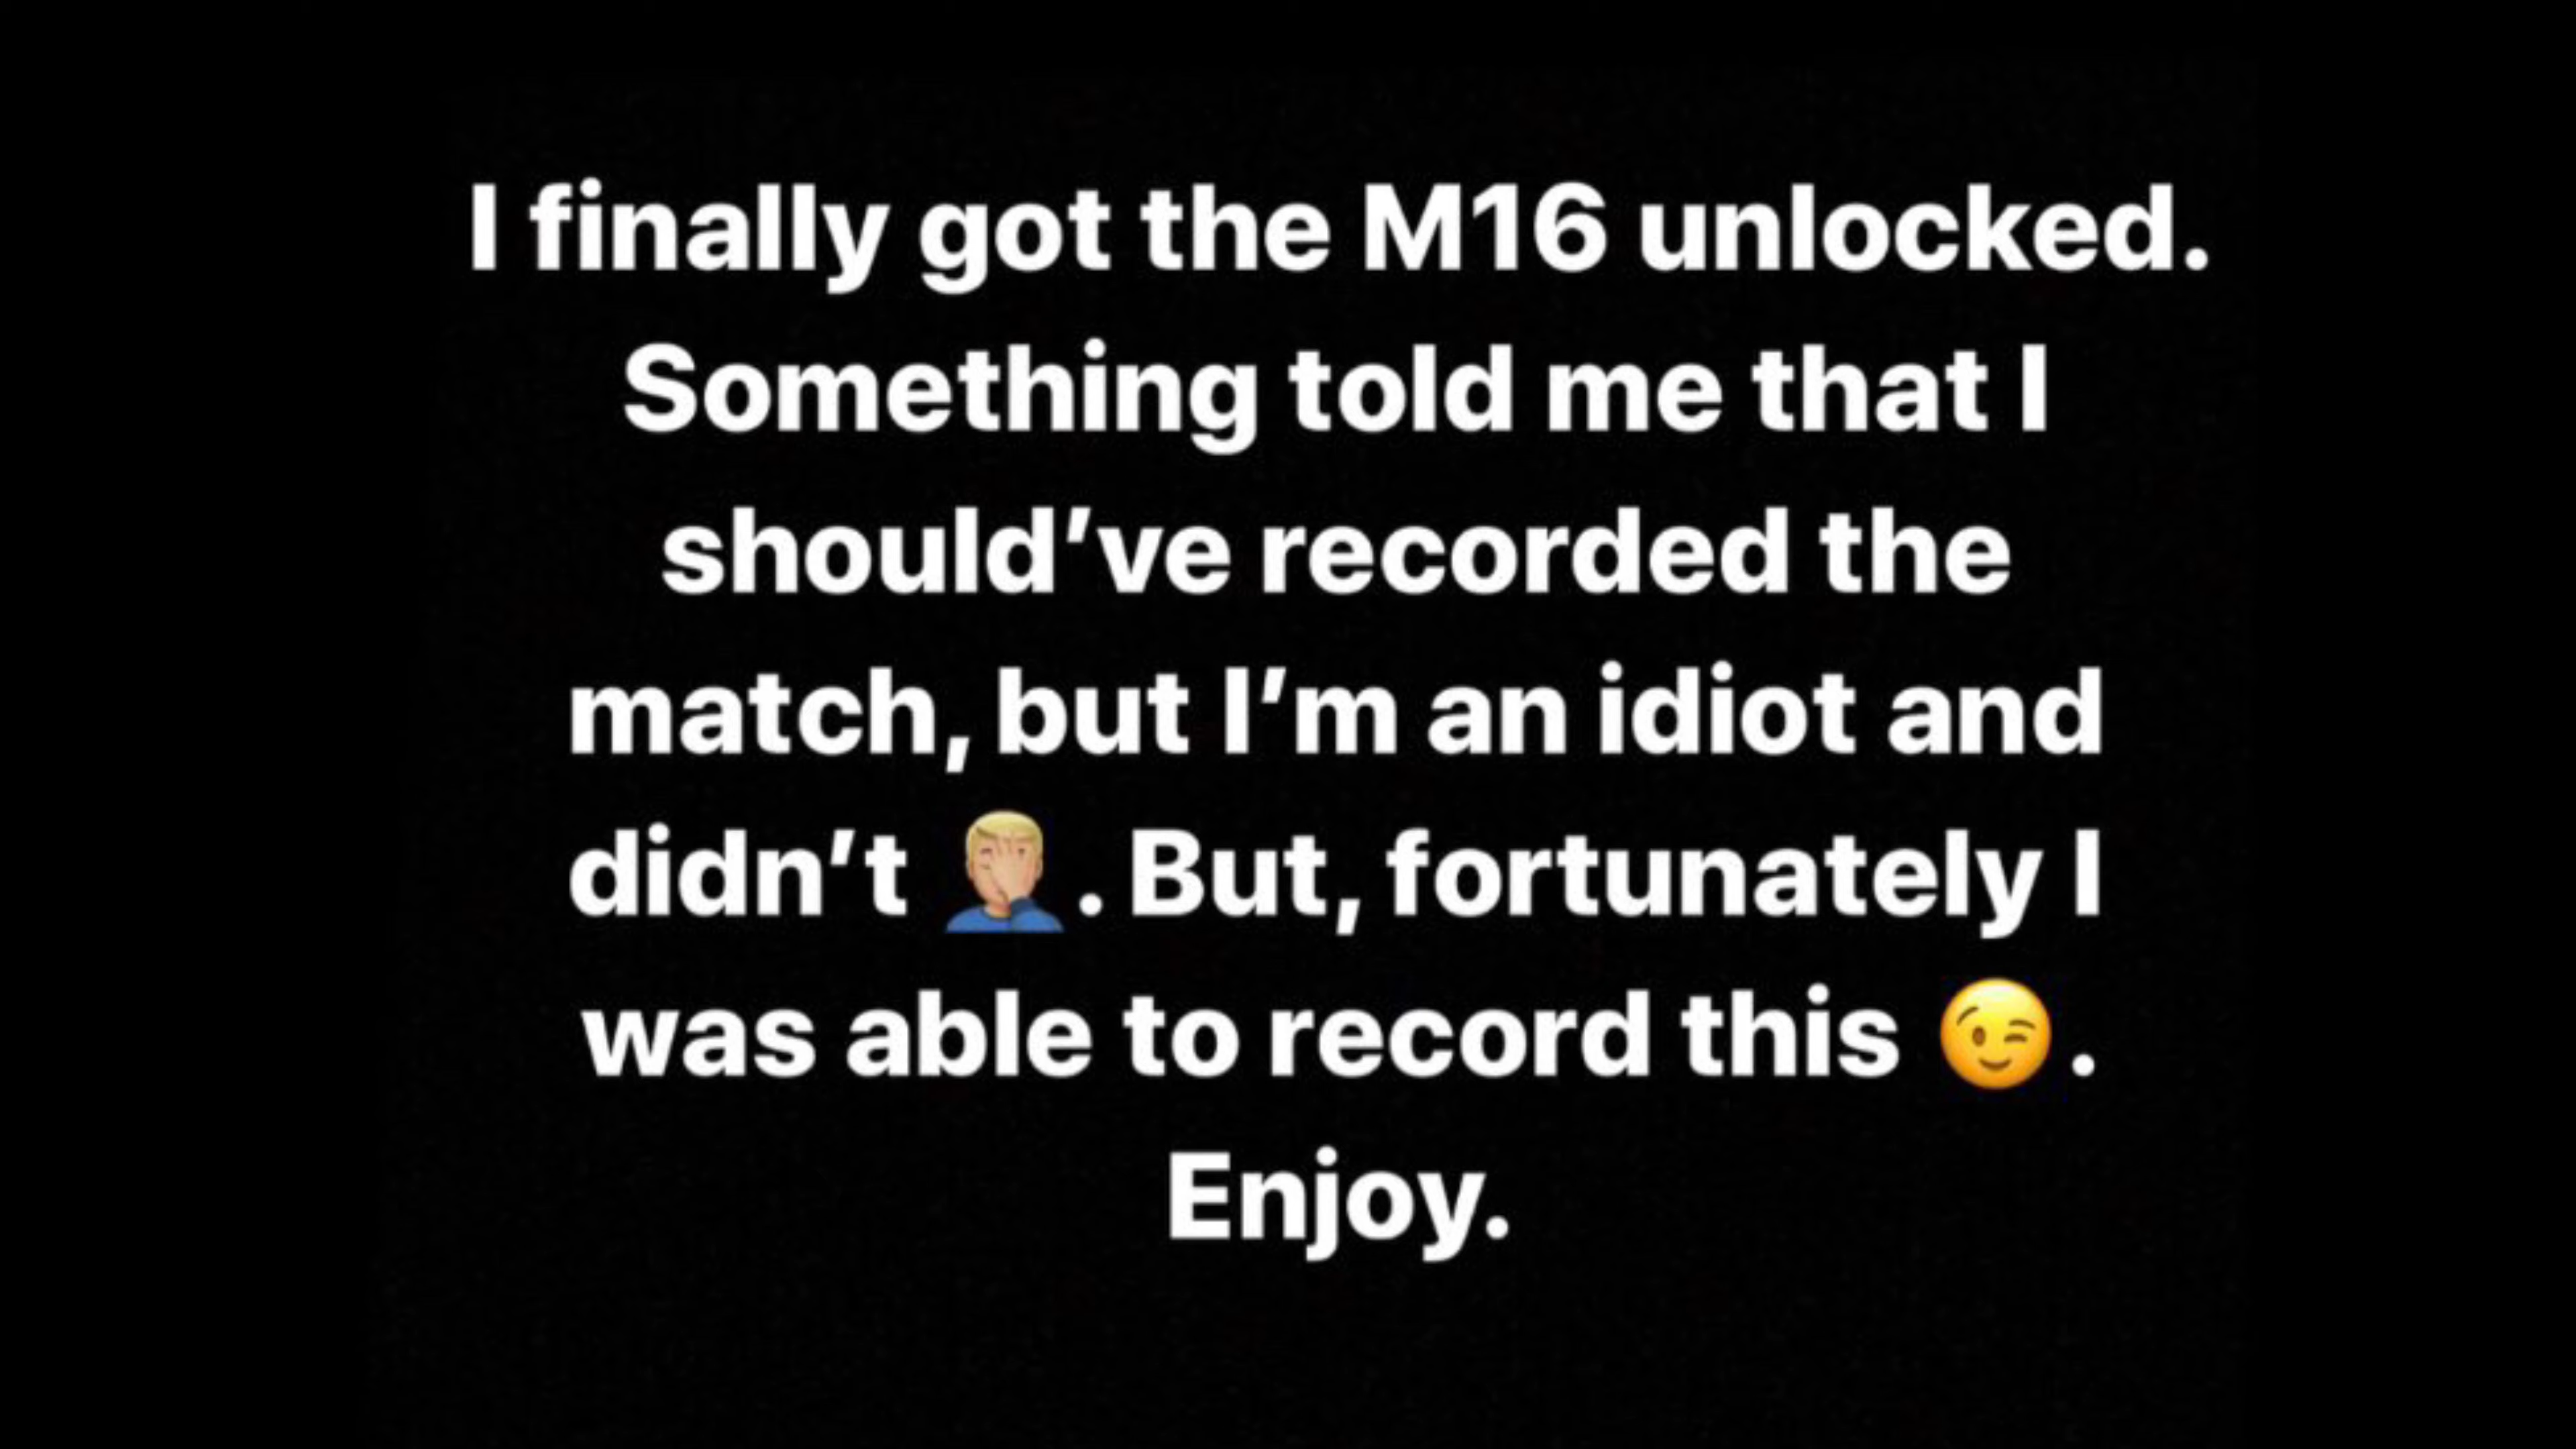 I finally got the M16 unlocked.
Something told me that I
should’ve recorded the
match, but I’m an idiot and
didn’t 🤦🏼‍♂️. But, fortunately I
was able to record this 😉.
Enjoy.